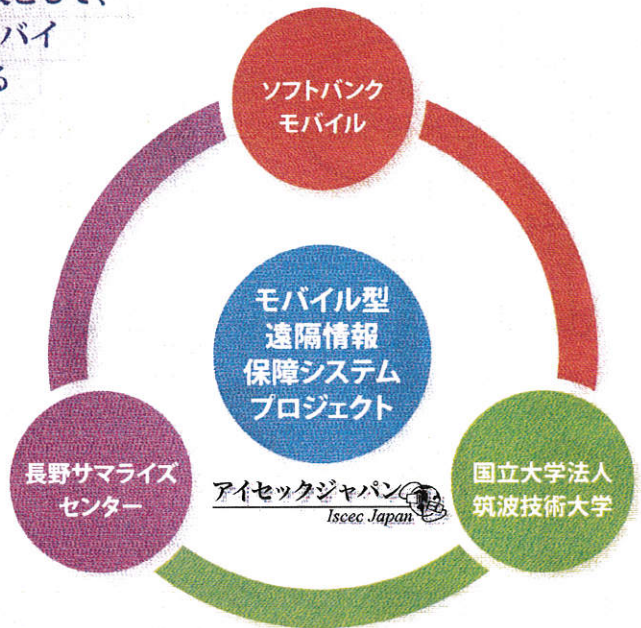 バイ
る
ソフトバンク
モバイル
モバイル型
遠隔情報
保障システム
プロジェクト
長野サマライズ
センター
アイセックジャパン
Iscec Japan
国立大学法人
筑波技術大学